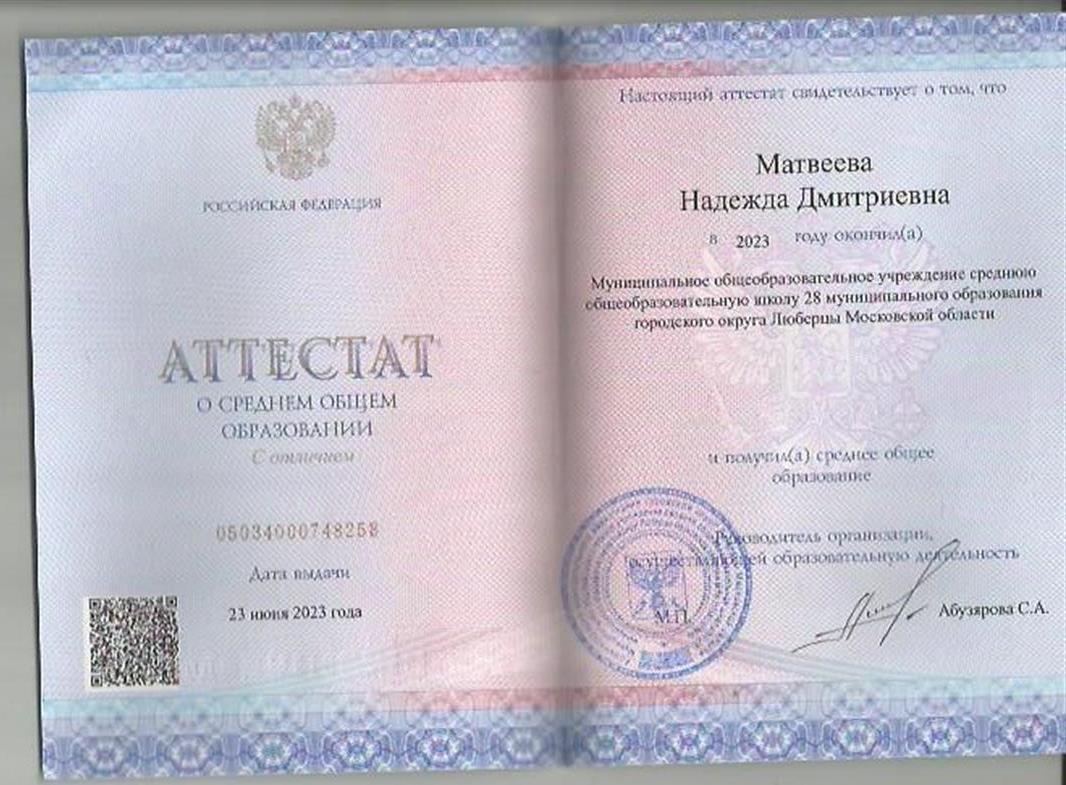 РОССИЙСКАЯ ФЕДЕРАЦИЯ
АТТЕСТАТ
О СРЕДНЕМ ОБЩЕМ
ОБРАЗОВАНИИ
С отличием
05034000748258
Дата выдачи
23 июня 2023 года
Настоящий аттестат свидетельствует о том, что
Матвеева
Надежда Дмитриевна
в 2023 году окончил(а)
Муниципальное общеобразовательное учреждение среднюю
общеобразовательную школу 28 муниципального образования
городского округа Люберцы Московской области
и получил(а) среднее общее
образование
Руководитель организации,
осуществляющей образовательную деятельность
М.П.
Абузярова С.А.